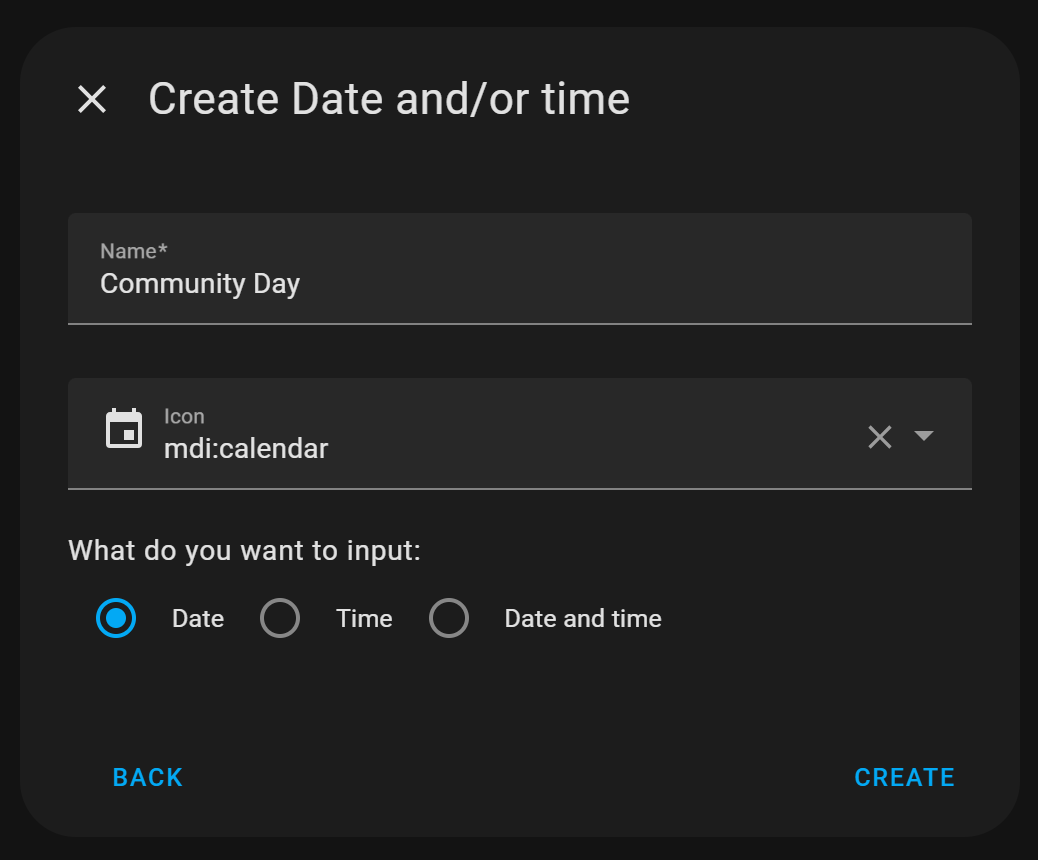 Create Date and/or time
Name*
Community Day
Icon
mdi:calendar
What do you want to input:
Date Time Date and time
BACK CREATE